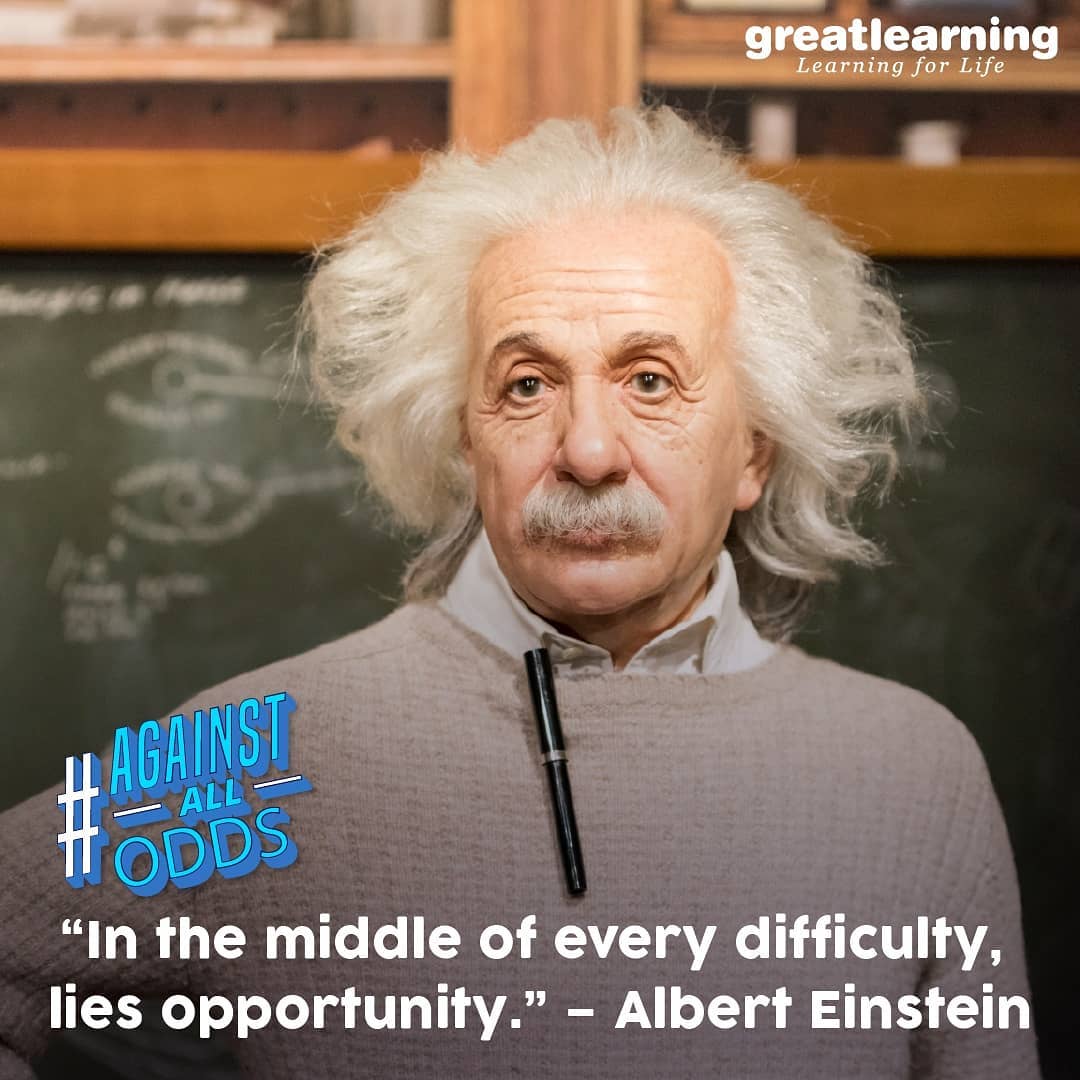 greatlearning
Learning for Life
#AGAINST
ALL
ODDS
“In the middle of every difficulty,
lies opportunity.” – Albert Einstein